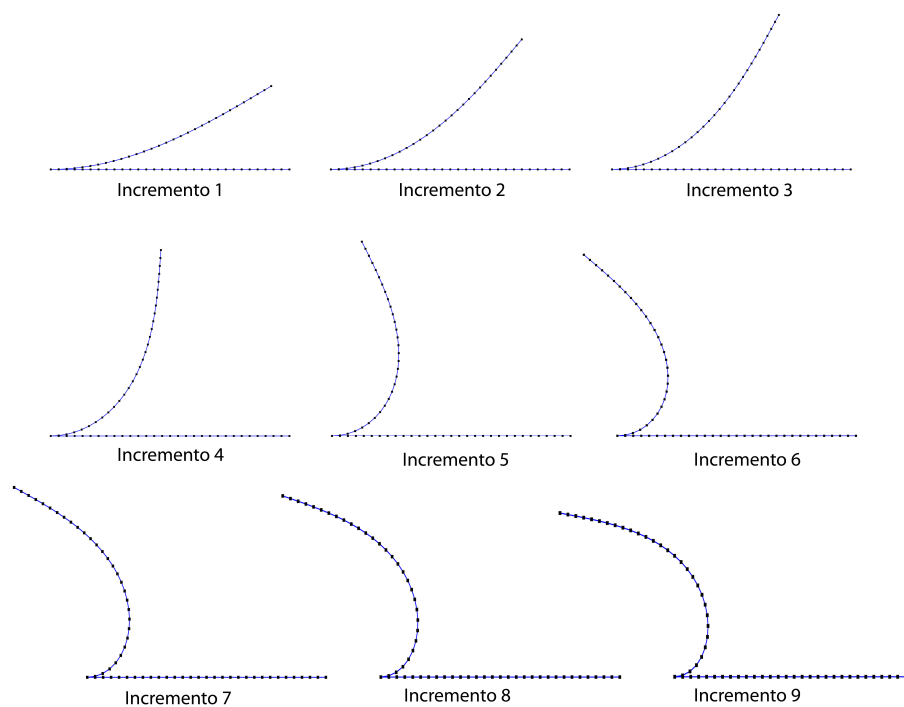 Incremento 1
Incremento 2
Incremento 3
Incremento 4
Incremento 5
Incremento 6
Incremento 7
Incremento 8
Incremento 9